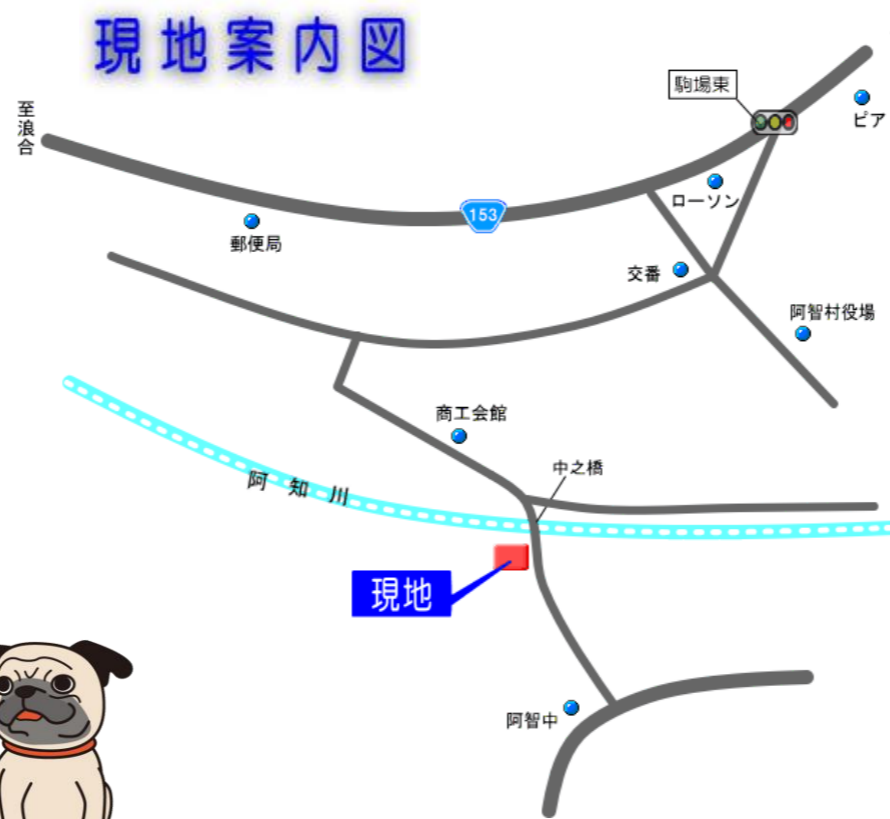 現地案内図
駒場東
ピア
至浪合
ローソン
153
郵便局
交番
阿智村役場
商工会館
中之橋
阿知川
現地
阿智中